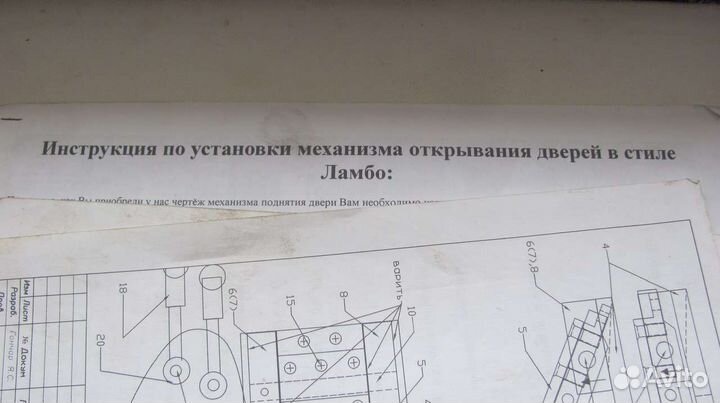 Инструкция по установки механизма открывания дверей в стиле
Ламбо:
Вы приобрели у нас чертёж механизма поднятия двери Вам необходимо
18
20
6(7)
15
8
варить
10
5
4
6(7),8
4
5
Изм Лист № Докум
Разраб. Гончар Я.С.
Пров.
Avito